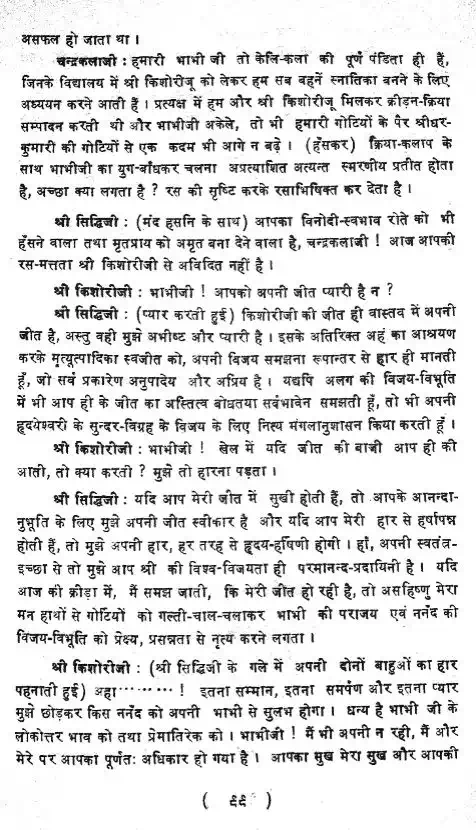 असफल हो जाता था ।
चन्द्रकलाजी : हमारी भाभी जी तो केलि-कला की पूर्ण पंडिता ही हैं,
जिनके विद्यालय में श्री किशोरीजू को लेकर हम सब बहनें स्नातिका बनने के लिए
अध्ययन करने आती हैं । प्रत्यक्ष में हम और श्री किशोरीजू मिलकर क्रीड़न-क्रिया
सम्पादन करती थी और भाभीजी अकेले, तो भी हमारी गोटियों के पैर श्रीधर-
कुमारी की गोटियों से एक कदम भी आगे न बढ़े । (हँसकर) क्रिया-कलाप के
साथ भाभीजी का युग-बाँधकर चलना अप्रत्याशित अत्यन्त स्मरणीय प्रतीत होता
है, अच्छा क्या लगता है ? रस की सृष्टि करके रसाभिषिक्त कर देता है ।
श्री सिद्धिजी : (मंद हसनि के साथ) आपका विनोदी-स्वभाव रोते को भी
हँसने वाला तथा मृतप्राय को अमृत बना देने वाला है, चन्द्रकलाजी ! आज आपकी
रस-मत्तता श्री किशोरीजी से अविदित नहीं है ।
श्री किशोरीजी : भाभीजी ! आपको अपनी जीत प्यारी है न ?
श्री सिद्धिजी : (प्यार करती हुई) किशोरीजी की जीत ही वास्तव में अपनी
जीत है, अस्तु वही मुझे अभीष्ट और प्यारी है । इसके अतिरिक्त अहं का आश्रयण
करके मृत्यूत्पादिका स्वजीत को, अपनी विजय समझना रूपान्तर से हार ही मानती
हूँ, जो सर्व प्रकारेण अनुपादेय और अप्रिय है । यद्यपि अलग की विजय-विभूति
में भी आप ही के जीत का अस्तित्व बोधतया सर्वभावेन समझती हूँ, तो भी अपनी
हृदयेश्वरी के सुन्दर-विग्रह के विजय के लिए नित्य मंगलानुशासन किया करती हूँ ।
श्री किशोरीजी : भाभीजी ! खेल में यदि जीत की बाजी आप ही की
आती, तो क्या करती ? मुझे तो हारना पड़ता ।
श्री सिद्धिजी : यदि आप मेरी जीत में सुखी होती हैं, तो आपके आनन्दा-
नुभूति के लिए मुझे अपनी जीत स्वीकार है और यदि आप मेरी हार से हर्षापन्न
होती हैं, तो मुझे अपनी हार, हर तरह से हृदय-हर्षिणी होगी । हाँ, अपनी स्वतंत्र-
इच्छा से तो मुझे आप श्री की विश्व-विजयता ही परमानन्द-प्रदायिनी है । यदि
आज की क्रीड़ा में, मैं समझ जाती, कि मेरी जीत हो रही है, तो असहिष्णु मेरा
मन हाथों से गोटियों को गल्ती-चाल-चलाकर भाभी की पराजय एवं ननँद की
विजय-विभूति को प्रेक्ष्य, प्रसन्नता से नृत्य करने लगता ।
श्री किशोरीजी : (श्री सिद्धिजी के गले में अपनी दोनों बाहुओं का हार
पहनाती हुई) अहा········· ! इतना सम्मान, इतना समर्पण और इतना प्यार
मुझे छोड़कर किस ननँद को अपनी भाभी से सुलभ होगा । धन्य है भाभी जी के
लोकोत्तर भाव को तथा प्रेमातिरेक को । भाभीजी ! मैं भी अपनी न रही, मैं और
मेरे पर आपका पूर्णतः अधिकार हो गया है । आपका सुख मेरा सुख और आपकी
( ६६ )